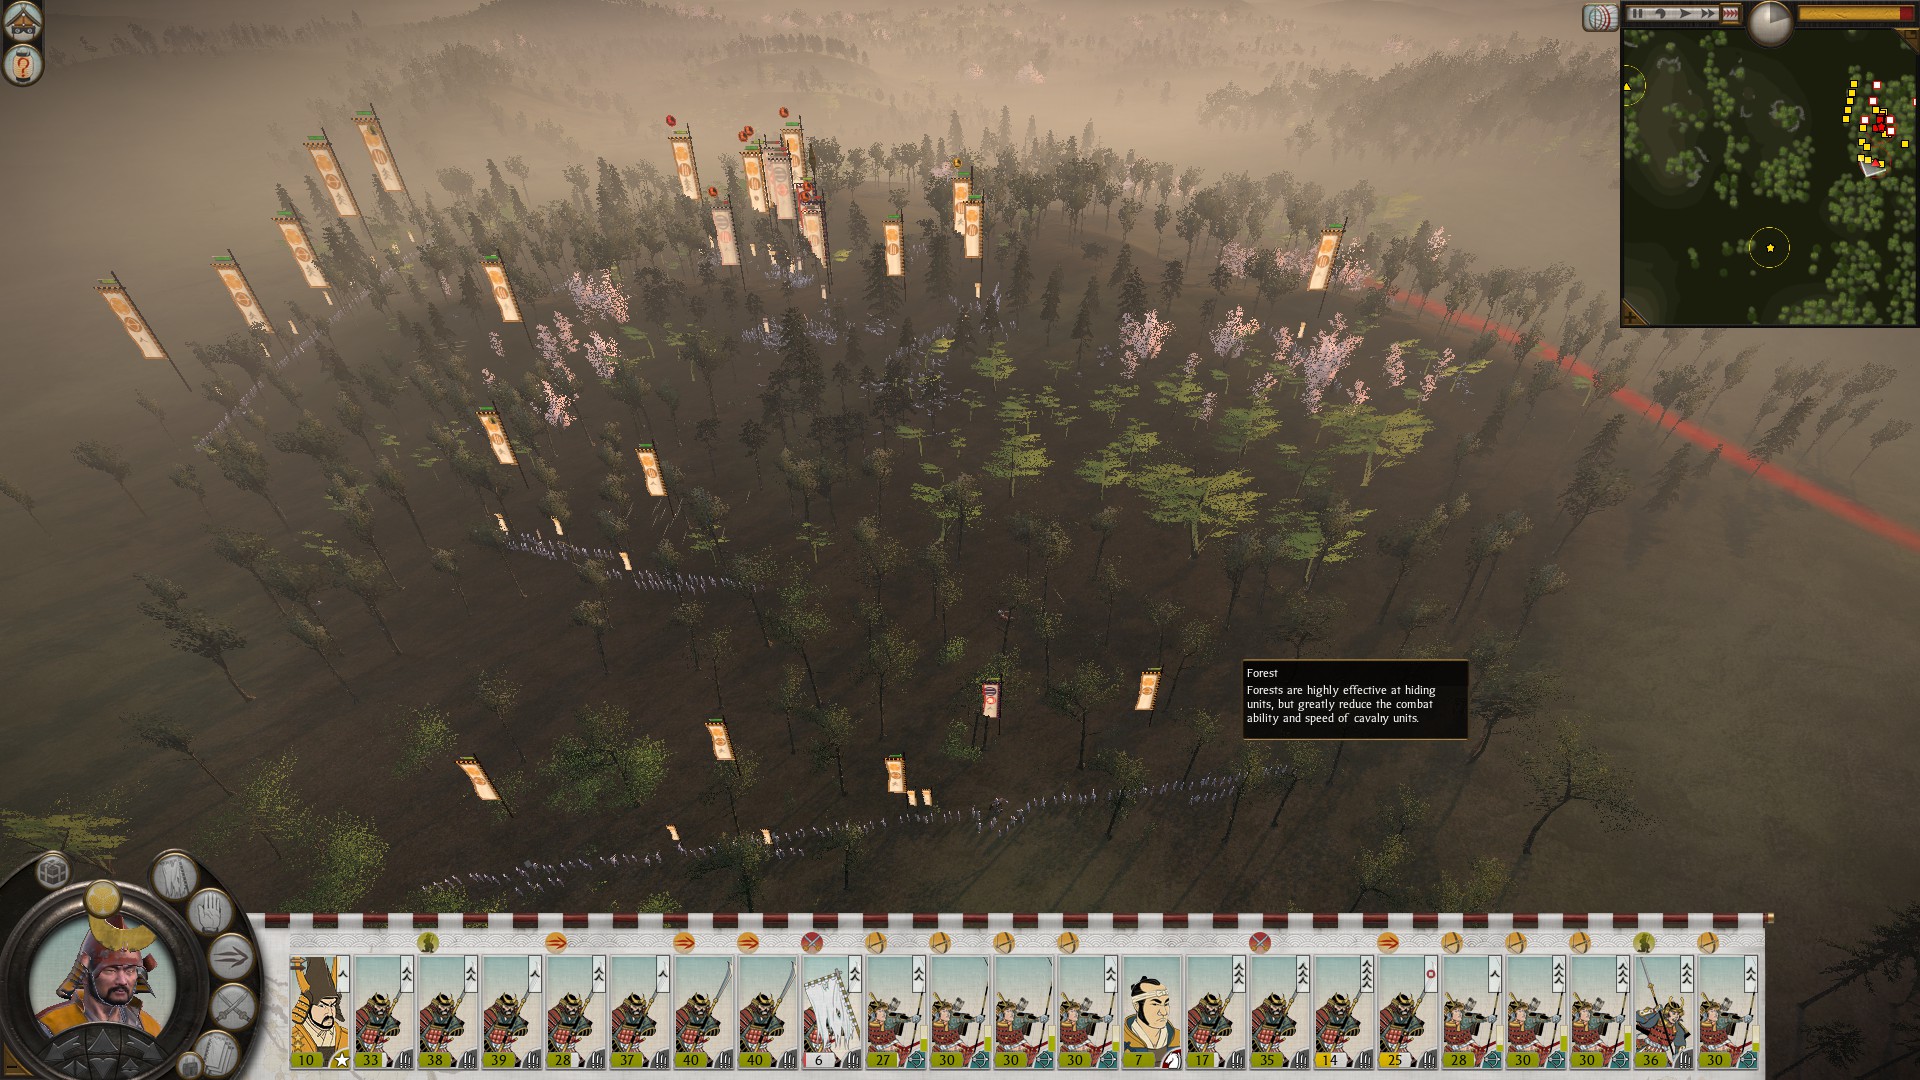 Forest
Forests are highly effective at hiding
units, but greatly reduce the combat
ability and speed of cavalry units.
10 33 38 39 28 37 40 40 6 27 30 30 30 7 17 35 14 25 28 30 30 36 30